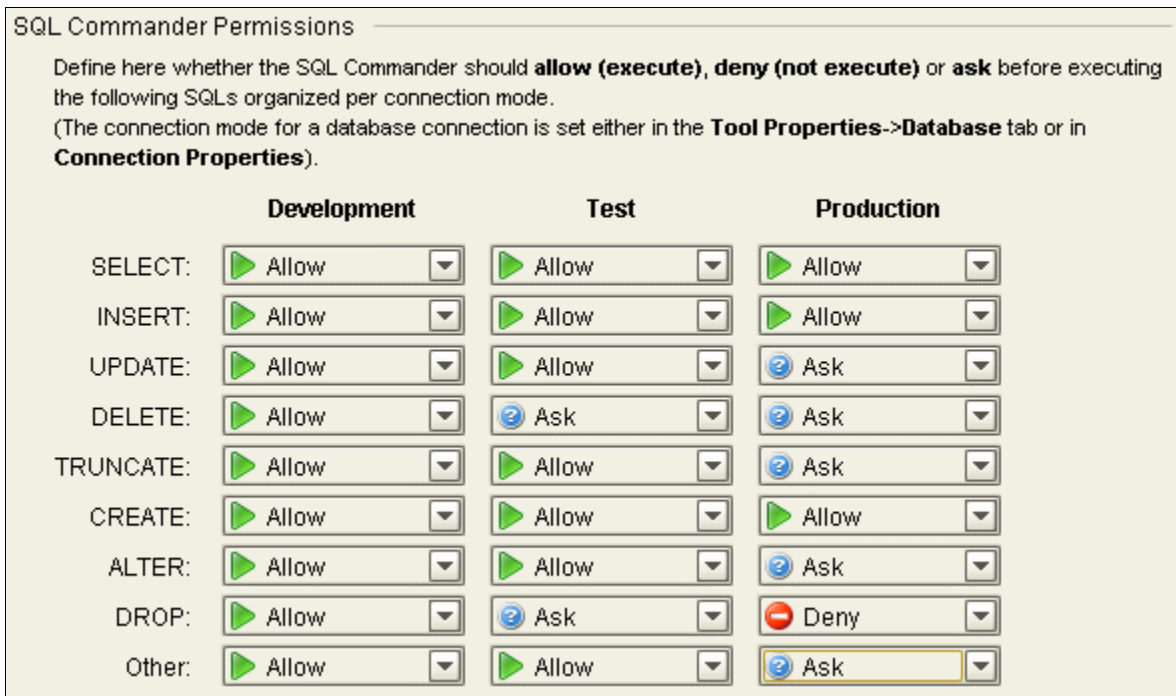 SQL Commander Permissions
Define here whether the SQL Commander should allow (execute), deny (not execute) or ask before executing
the following SQLs organized per connection mode.
(The connection mode for a database connection is set either in the Tool Properties->Database tab or in
Connection Properties).
Development Test Production
SELECT: Allow Allow Allow
INSERT: Allow Allow Allow
UPDATE: Allow Allow Ask
DELETE: Allow Ask Ask
TRUNCATE: Allow Allow Ask
CREATE: Allow Allow Allow
ALTER: Allow Allow Ask
DROP: Allow Ask Deny
Other: Allow Allow Ask